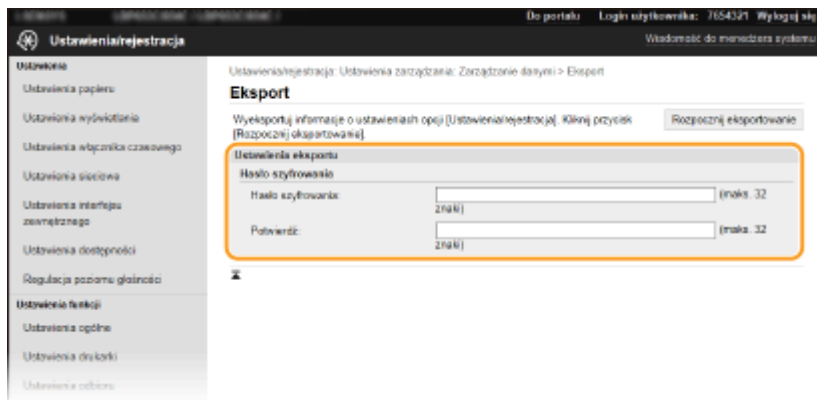 Do portalu Login użytkownika: 7654321 Wyloguj się
Ustawienia/rejestracja
Wiadomość do menedżera systemu
Ustawienia
Ustawienia papieru
Ustawienia wyświetlania
Ustawienia włącznika czasowego
Ustawienia sieciowe
Ustawienia interfejsu
zewnętrznego
Ustawienia dostępności
Regulacja poziomu głośności
Ustawienia funkcji
Ustawienia ogólne
Ustawienia drukarki
Ustawienia odbioru
Ustawienia/rejestracja: Ustawienia zarządzania: Zarządzanie danymi > Eksport
Eksport
Wyeksportuj informacje o ustawieniach opcji [Ustawienia/rejestracja]. Kliknij przycisk
[Rozpocznij eksportowanie].
Rozpocznij eksportowanie
Ustawienia eksportu
Hasło szyfrowania
Hasło szyfrowania: (maks. 32
znaki)
Potwierdź: (maks. 32
znaki)